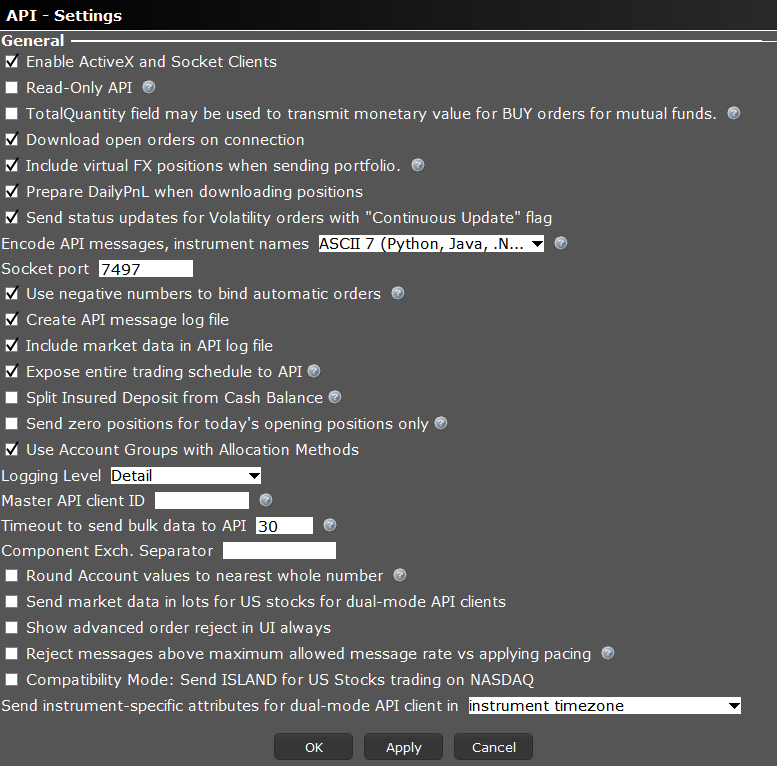 API - Settings
General
Enable ActiveX and Socket Clients
Read-Only API ?
TotalQuantity field may be used to transmit monetary value for BUY orders for mutual funds. ?
Download open orders on connection
Include virtual FX positions when sending portfolio. ?
Prepare DailyPnL when downloading positions
Send status updates for Volatility orders with "Continuous Update" flag
Encode API messages, instrument names ASCII 7 (Python, Java, .N... ?
Socket port 7497
Use negative numbers to bind automatic orders ?
Create API message log file
Include market data in API log file
Expose entire trading schedule to API ?
Split Insured Deposit from Cash Balance ?
Send zero positions for today's opening positions only ?
Use Account Groups with Allocation Methods
Logging Level Detail
Master API client ID ?
Timeout to send bulk data to API 30 ?
Component Exch. Separator
Round Account values to nearest whole number ?
Send market data in lots for US stocks for dual-mode API clients
Show advanced order reject in UI always
Reject messages above maximum allowed message rate vs applying pacing ?
Compatibility Mode: Send ISLAND for US Stocks trading on NASDAQ
Send instrument-specific attributes for dual-mode API client in instrument timezone
OK Apply Cancel